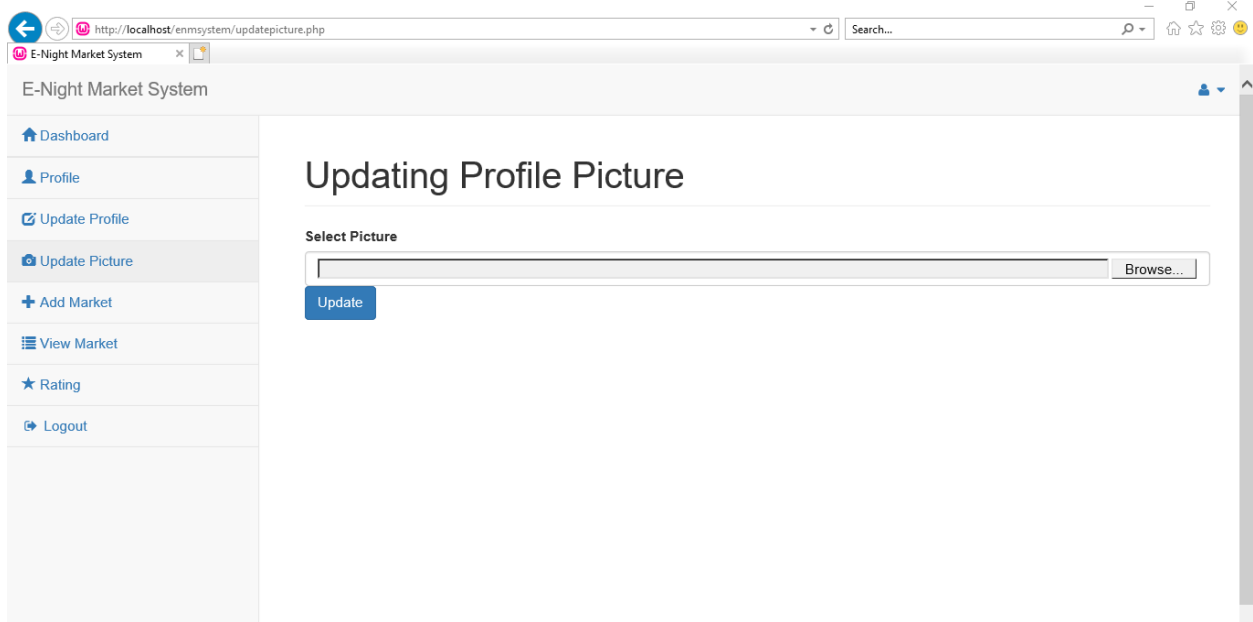 http://localhost/enmsystem/updatepicture.php
Search...
E-Night Market System
E-Night Market System
Dashboard
Profile
Update Profile
Update Picture
Add Market
View Market
Rating
Logout
Updating Profile Picture
Select Picture
Browse...
Update